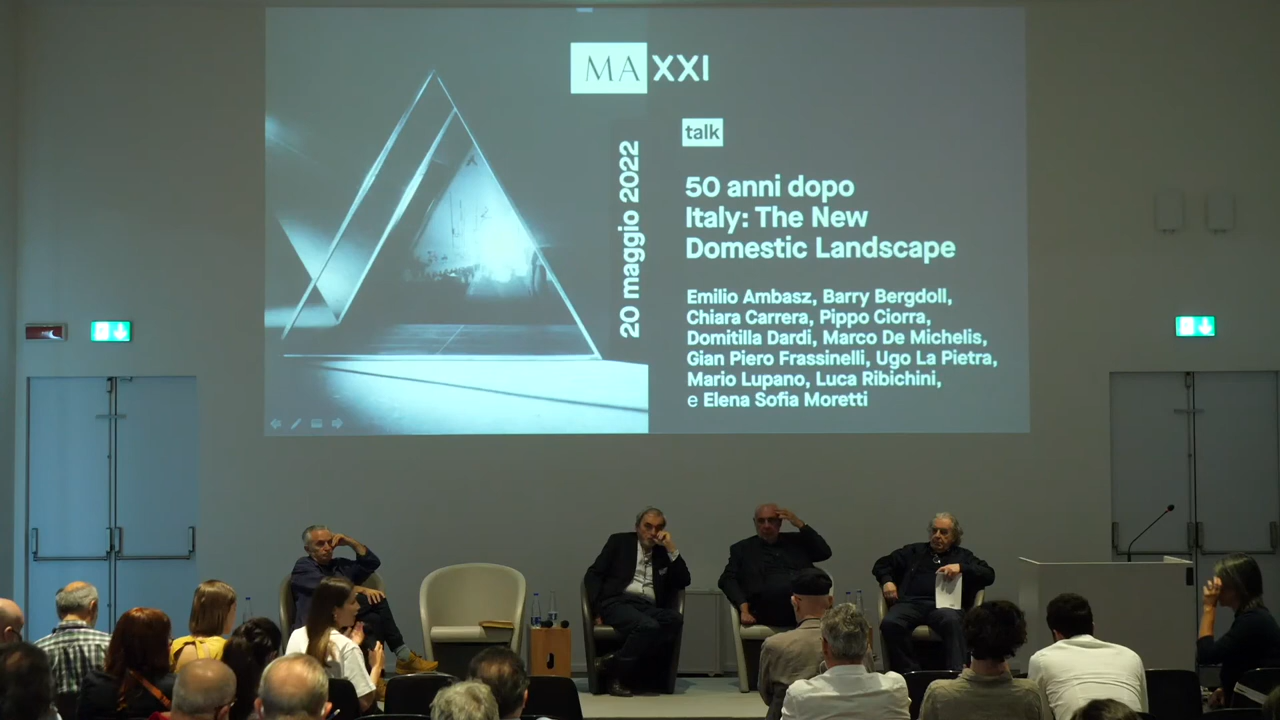 MAXXI
talk
20 maggio 2022
50 anni dopo
Italy: The New
Domestic Landscape
Emilio Ambasz, Barry Bergdoll,
Chiara Carrera, Pippo Ciorra,
Domitilla Dardi, Marco De Michelis,
Gian Piero Frassinelli, Ugo La Pietra,
Mario Lupano, Luca Ribichini,
e Elena Sofia Moretti